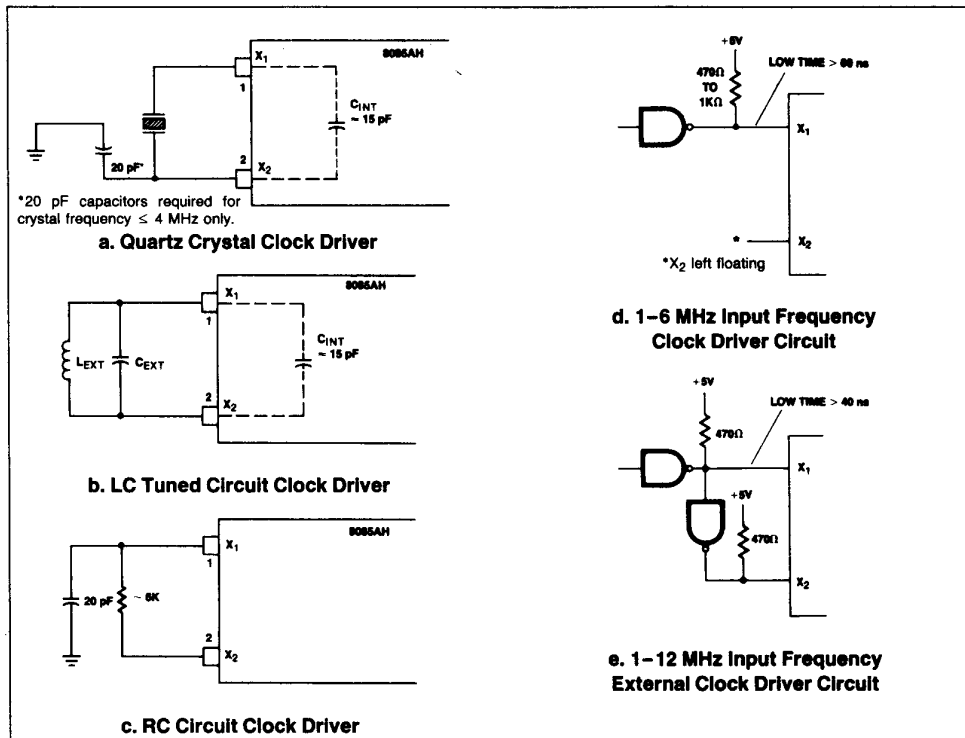 8085AH
X1
1
CINT
~ 15 pF
2
X2
20 pF*
*20 pF capacitors required for
crystal frequency ≤ 4 MHz only.
a. Quartz Crystal Clock Driver
8085AH
X1
1
CINT
~ 15 pF
LEXT
CEXT
2
X2
b. LC Tuned Circuit Clock Driver
8085AH
X1
1
20 pF
~ 6K
2
X2
c. RC Circuit Clock Driver
+5V
LOW TIME > 60 ns
470Ω
TO
1KΩ
X1
*
X2
*X2 left floating
d. 1–6 MHz Input Frequency
Clock Driver Circuit
+5V
LOW TIME > 40 ns
470Ω
X1
+5V
470Ω
X2
e. 1–12 MHz Input Frequency
External Clock Driver Circuit